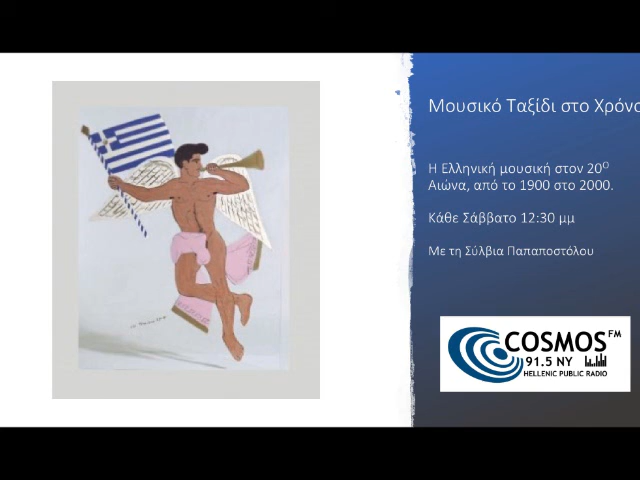 Μουσικό Ταξίδι στο Χρόνο
Η Ελληνική μουσική στον 20Ο
Αιώνα, από το 1900 στο 2000.
Κάθε Σάββατο 12:30 μμ
Με τη Σύλβια Παπαποστόλου
COSMOS FM
91.5 NY
HELLENIC PUBLIC RADIO